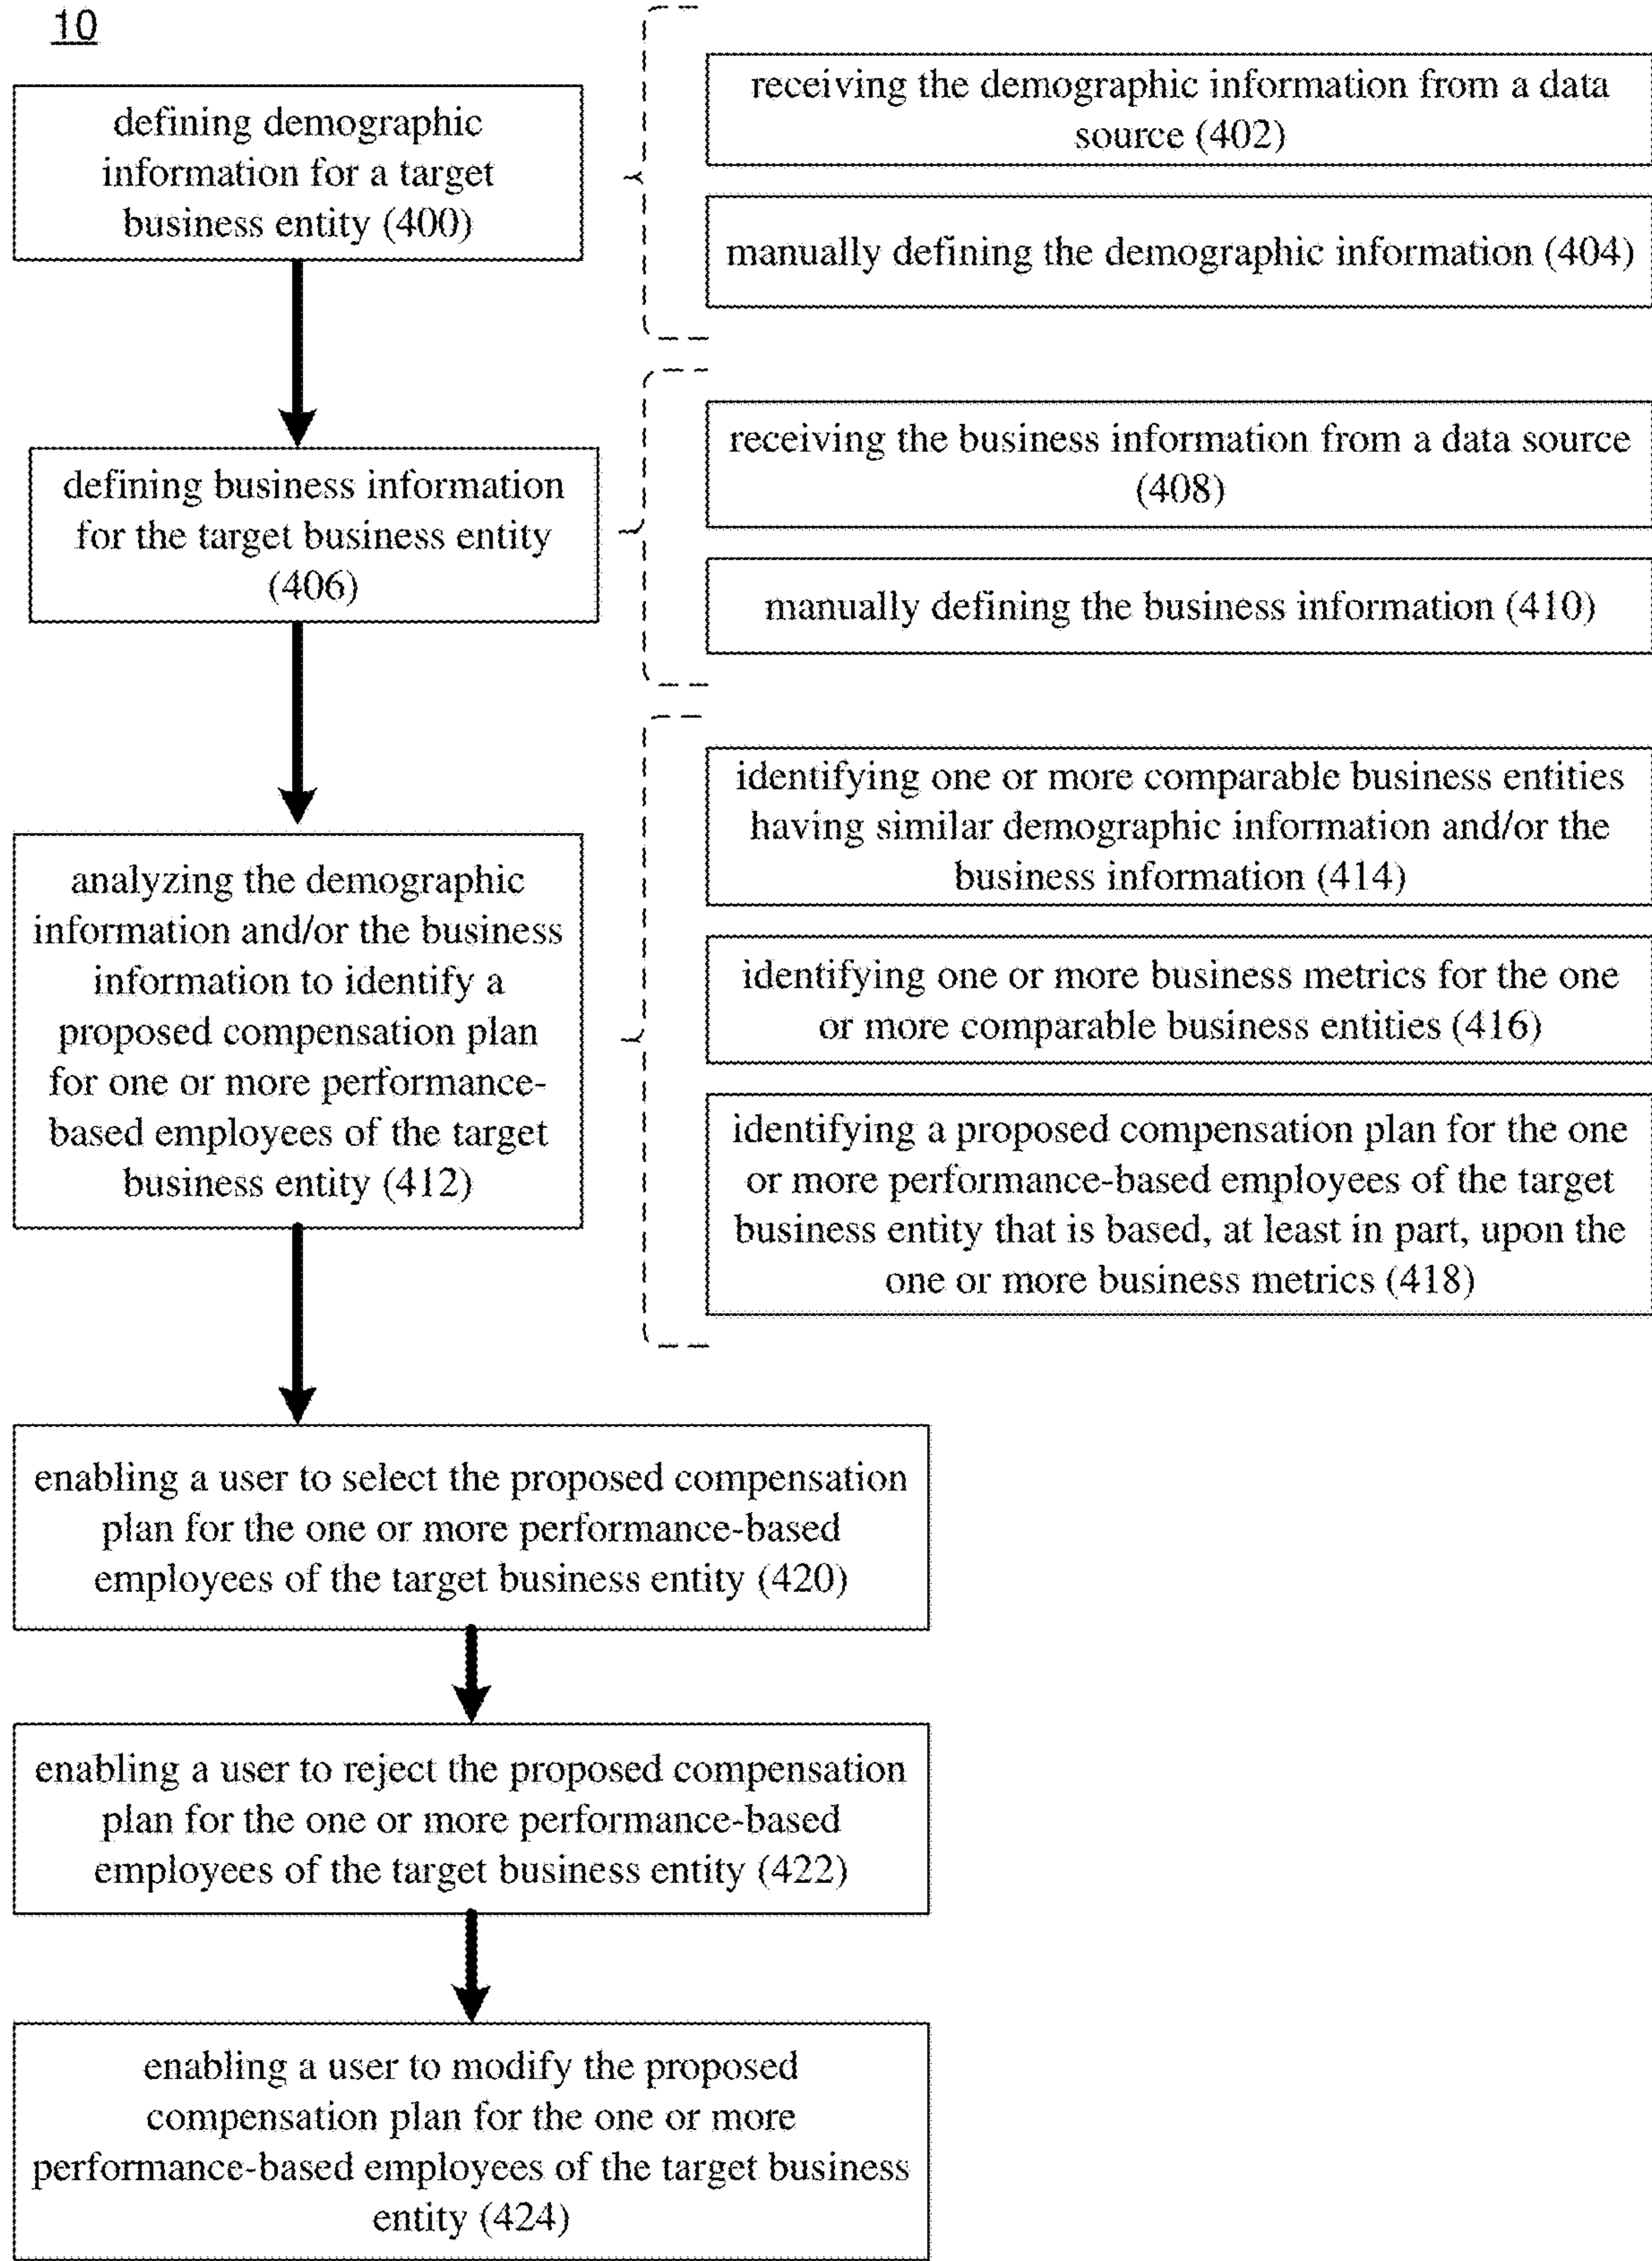 10
defining demographic
information for a target
business entity (400)
receiving the demographic information from a data
source (402)
manually defining the demographic information (404)
defining business information
for the target business entity
(406)
receiving the business information from a data source
(408)
manually defining the business information (410)
analyzing the demographic
information and/or the business
information to identify a
proposed compensation plan
for one or more performance-
based employees of the target
business entity (412)
identifying one or more comparable business entities
having similar demographic information and/or the
business information (414)
identifying one or more business metrics for the one
or more comparable business entities (416)
identifying a proposed compensation plan for the one
or more performance-based employees of the target
business entity that is based, at least in part, upon the
one or more business metrics (418)
enabling a user to select the proposed compensation
plan for the one or more performance-based
employees of the target business entity (420)
enabling a user to reject the proposed compensation
plan for the one or more performance-based
employees of the target business entity (422)
enabling a user to modify the proposed
compensation plan for the one or more
performance-based employees of the target business
entity (424)